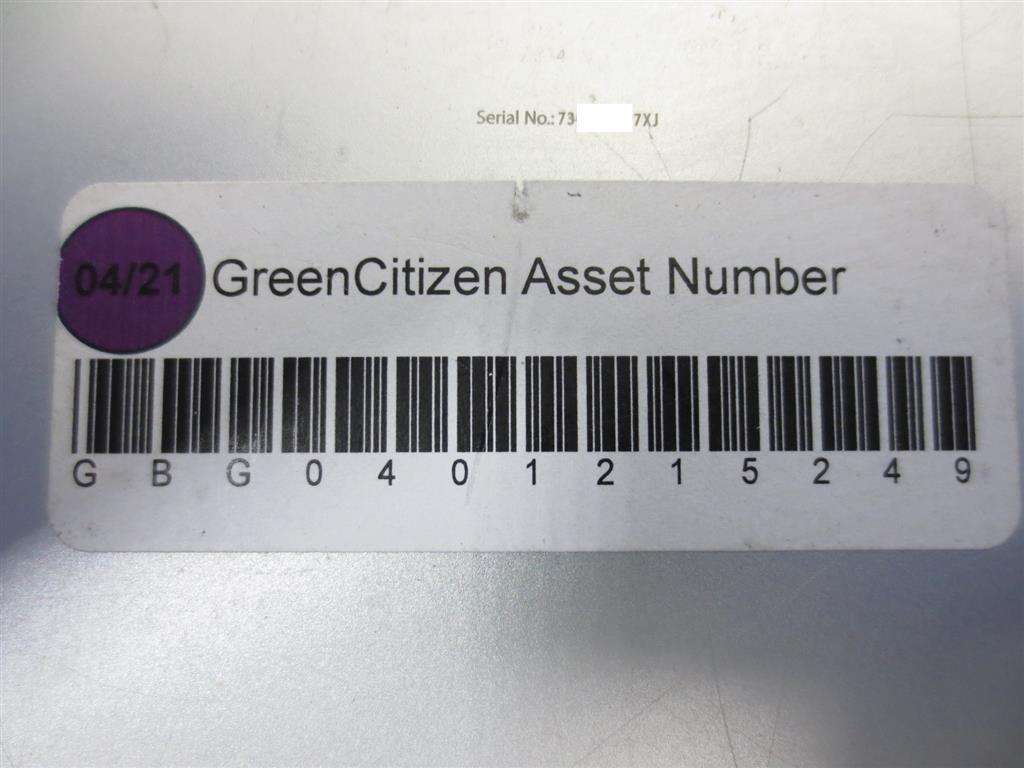 Serial No.: 73 7XJ
04/21 GreenCitizen Asset Number
G B G 0 4 0 1 2 1 5 2 4 9